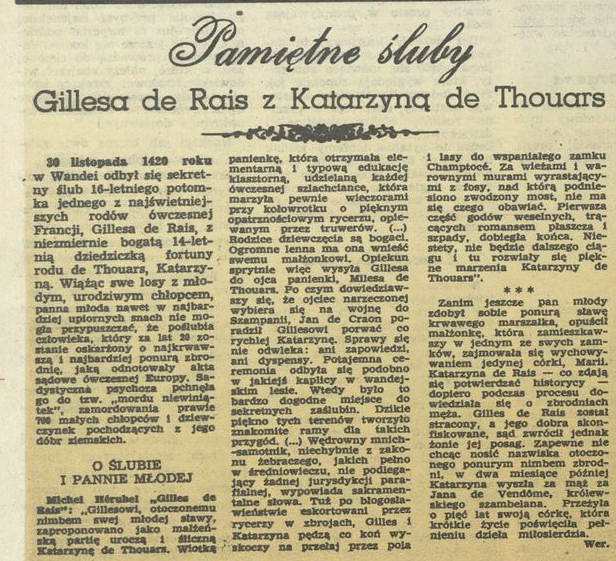 Pamiętne śluby
Gillesa de Rais z Katarzyną de Thouars
30 listopada 1420 roku
w Wandei odbył się sekret-
ny ślub 16-letniego potom-
ka jednego z najświetniej-
szych rodów ówczesnej
Francji, Gillesa de Rais, z
niezmiernie bogatą 14-let-
nią dziedziczką fortuny
rodu de Thouars, Katarzy-
ną. Wiążąc swe losy z mło-
dym, urodziwym chłopcem,
panna młoda nawet w najbar-
dziej upiornych snach nie mo-
gła przypuszczać, że poślubia
człowieka, który za lat 20 zo-
stanie oskarżony o najkrwaw-
szą i najbardziej ponurą zbro-
dnię, jaką odnotowały akta
sądowe ówczesnej Europy. Sa-
dystyczna psychoza pchnęła
go do tzw. „mordu niewinią-
tek", zamordowania prawie
700 małych chłopców i dziew-
czynek pochodzących z jego
dóbr ziemskich.
O ŚLUBIE
I PANNIE MŁODEJ
Michel Hérubel „Gilles de
Rais": „Gillesowi, otoczonemu
nimbem swej młodej sławy,
zaproponowano jako małżeń-
ską partię uroczą i śliczną
Katarzynę de Thouars. Wiotką
panienkę, która otrzymała ele-
mentarną i typową edukację
klasztorną, udzielaną każdej
ówczesnej szlachciance, która
marzyła pewnie wieczorami
przy kołowrotku o pięknym
opatrznościowym rycerzu, opie-
wanym przez truwerów. (...)
Rodzice dziewczęcia są bogaci.
Ogromne lenna ma ona wnieść
swemu małżonkowi. Opiekun
sprytnie więc wysyła Gillesa
do ojca panienki, Milesa de
Thouars. Po czym dowiedziaw-
szy się, że ojciec narzeczonej
wybiera się na wojnę do
Szampanii, Jan de Craon po-
radził Gillesowi porwać co
rychlej Katarzynę. Sprawy się
nie odwleka: ani zapowiedzi,
ani dyspensy. Potajemna ce-
remonia odbyła się podobno
w jakiejś kaplicy w wandej-
skim lesie. Wtedy było to
bardzo dogodne miejsce do
sekretnych zaślubin. Dzikie
piękno tych terenów tworzyło
znakomite ramy dla takich
przygód. (...) Wędrowny mnich-
-samotnik, niechybnie z zako-
nu żebraczego, jakich pełno
w średniowieczu, nie podlega-
jący żadnej jurysdykcji para-
fialnej, wypowiada sakramen-
talne słowa. Tuż po błogosła-
wieństwie eskortowani przez
rycerzy w zbrojach, Gilles i
Katarzyna pędzą co koń wy-
skoczy na przełaj przez pola
i lasy do wspaniałego zamku
Champtocé. Za wieżami i wa-
rownymi murami wyrastający-
mi z fosy, nad którą podnie-
siono zwodzony most, nie ma
się czego obawiać. Pierwsza
część godów weselnych, trą-
cących romansem płaszcza i
szpady, dobiegła końca. Nie-
stety, nie będzie dalszego cią-
gu i tu rozwiały się pięk-
ne marzenia Katarzyny de
Thouars".
* * *
Zanim jeszcze pan młody
zdobył sobie ponurą sławę
krwawego marszałka, opuścił
małżonkę, która zamieszkaw-
szy w jednym ze swych zam-
ków, zajmowała się wychowy-
waniem jedynej córki, Marii.
Katarzyna de Rais — co zdają
się potwierdzać historycy —
dopiero podczas procesu do-
wiedziała się o zbrodniach
męża. Gilles de Rais został
stracony, a jego dobra skon-
fiskowane, sąd zwrócił jednak
żonie jej posag. Zapewne nie
chcąc nosić nazwiska otoczo-
nego ponurym nimbem zbrod-
ni, w dwa miesiące później
Katarzyna wyszła za mąż za
Jana de Vendôme, królew-
skiego szambelana. Przeżyła
o pięć lat swoją córkę, która
krótkie życie poświęciła peł-
nieniu dzieła miłosierdzia.
Wer.